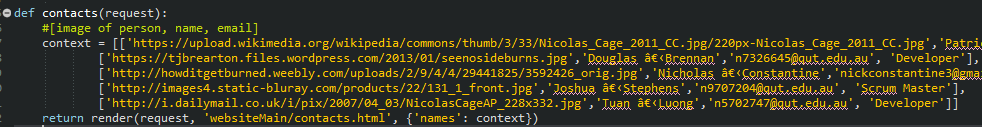 def contacts(request):
#[image of person, name, email]
context = [['https://upload.wikimedia.org/wikipedia/commons/thumb/3/33/Nicolas_Cage_2011_CC.jpg/220px-Nicolas_Cage_2011_CC.jpg','Patri
['https://tjbrearton.files.wordpress.com/2013/01/seenosideburns.jpg','Douglas â€‹Brennan','n7326645@qut.edu.au', 'Developer'],
['http://howditgetburned.weebly.com/uploads/2/9/4/4/29441825/3592426_orig.jpg','Nicholas â€‹Constantine','nickconstantine3@gma
['http://images4.static-bluray.com/products/22/131_1_front.jpg','Joshua â€‹Stephens','n9707204@qut.edu.au', 'Scrum Master'],
['http://i.dailymail.co.uk/i/pix/2007/04_03/NicolasCageAP_228x332.jpg','Tuan â€‹Luong','n5702747@qut.edu.au', 'Developer']]
return render(request, 'websiteMain/contacts.html', {'names': context})